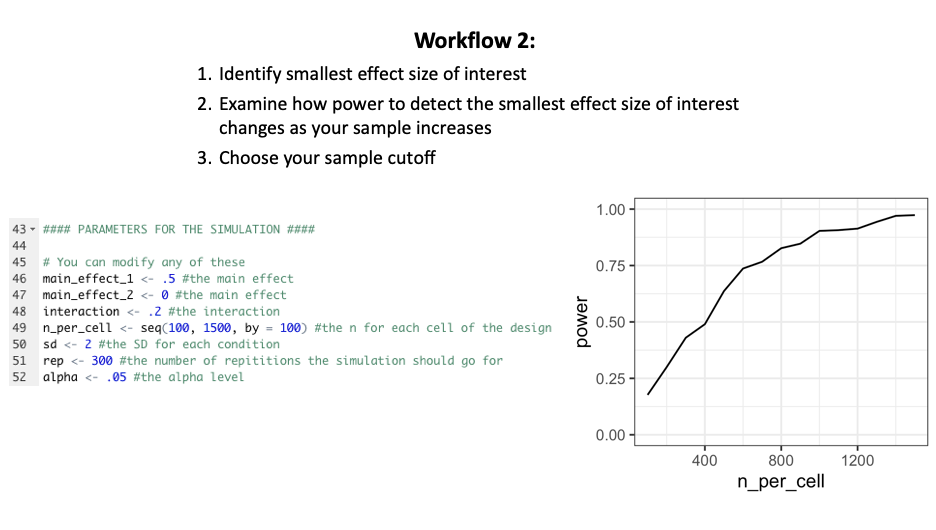 Workflow 2:
1. Identify smallest effect size of interest
2. Examine how power to detect the smallest effect size of interest
changes as your sample increases
3. Choose your sample cutoff
43 #### PARAMETERS FOR THE SIMULATION ####
44
45 # You can modify any of these
46 main_effect_1 <- .5 #the main effect
47 main_effect_2 <- 0 #the main effect
48 interaction <- .2 #the interaction
49 n_per_cell <- seq(100, 1500, by = 100) #the n for each cell of the design
50 sd <- 2 #the SD for each condition
51 rep <- 300 #the number of repititions the simulation should go for
52 alpha <- .05 #the alpha level
power
1.00
0.75
0.50
0.25
0.00
400 800 1200
n_per_cell